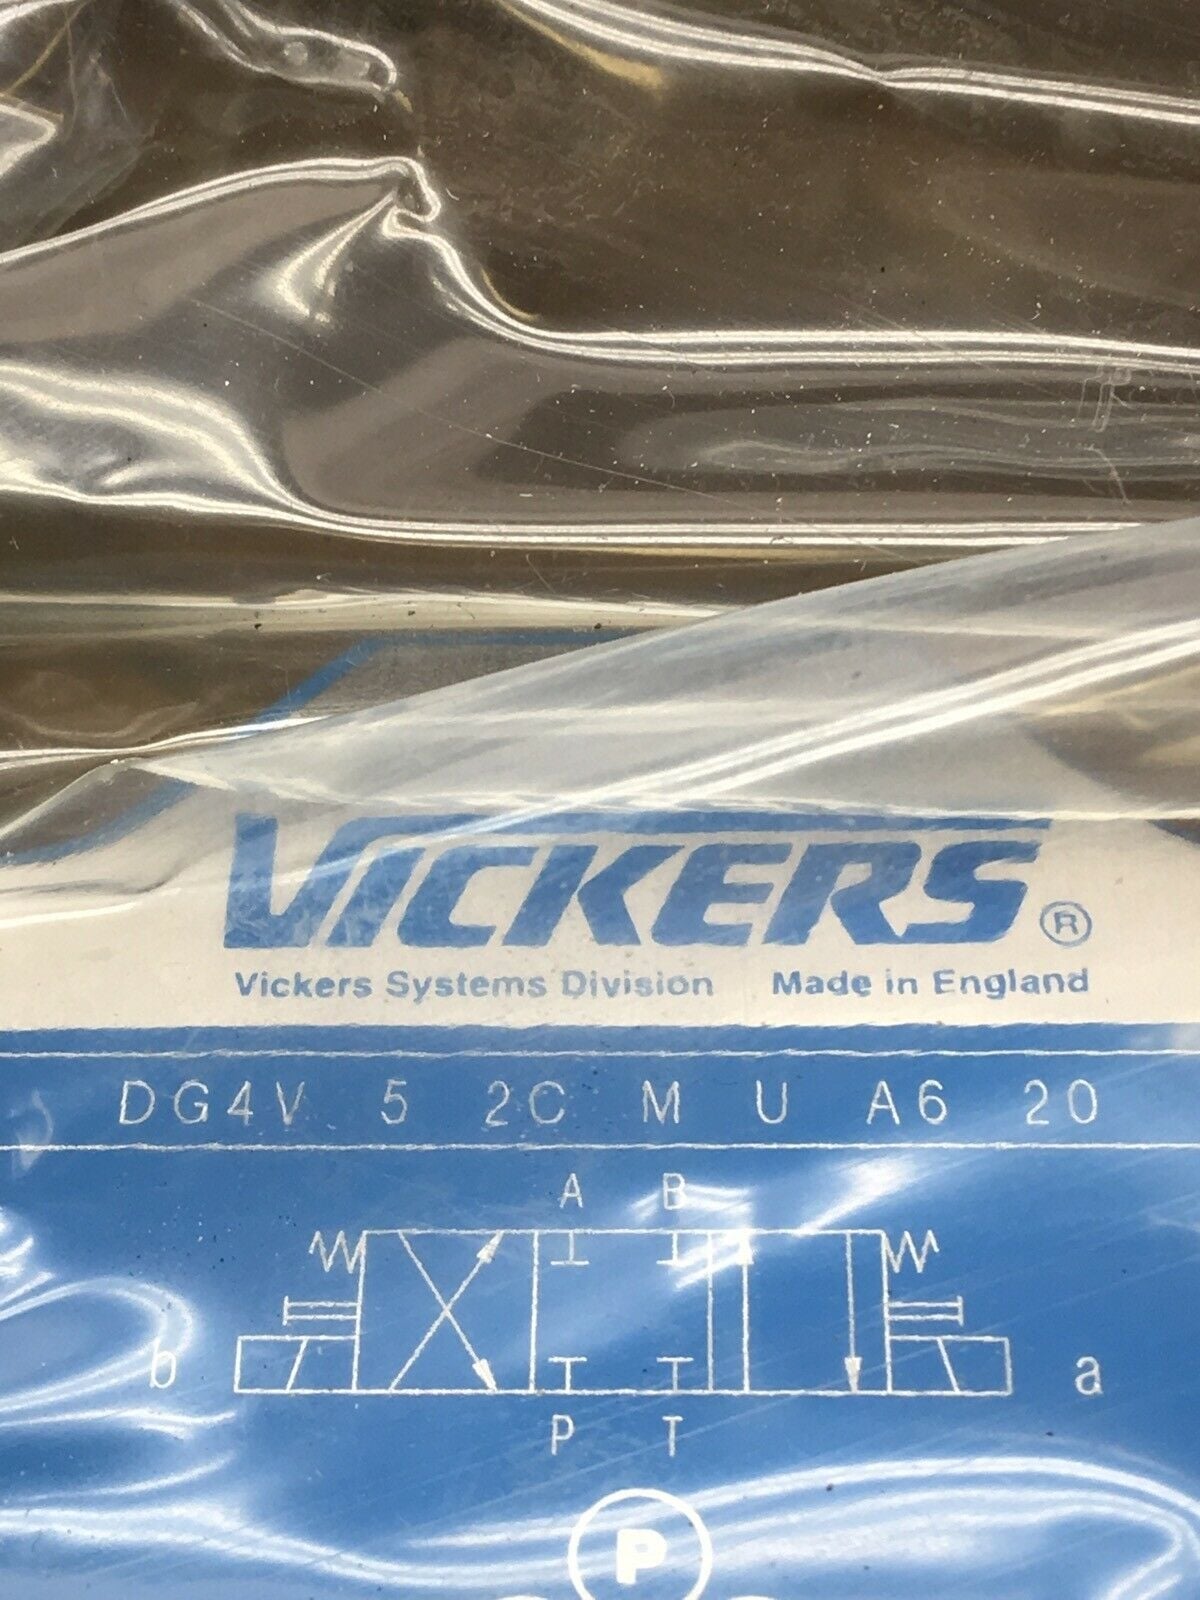 VICKERS®
Vickers Systems Division Made in England
DG4V 5 2C M U A6 20
A B
b a
P T
P